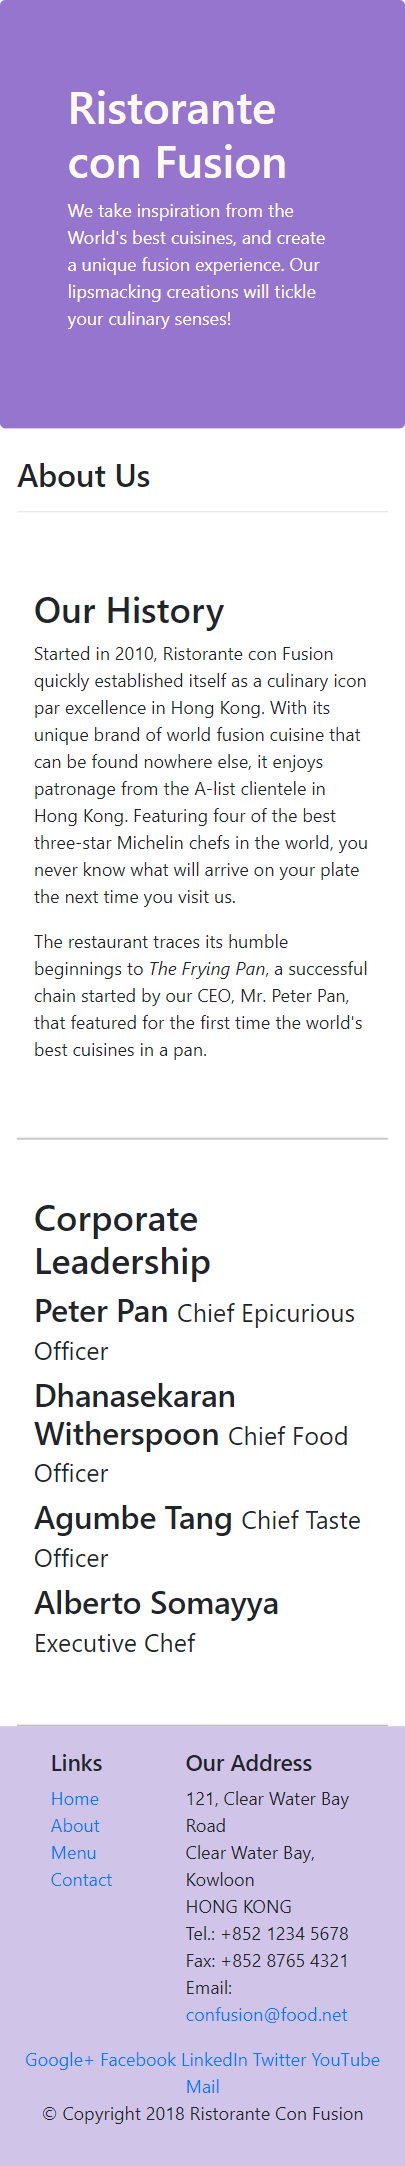 Ristorante
con Fusion
We take inspiration from the
World's best cuisines, and create
a unique fusion experience. Our
lipsmacking creations will tickle
your culinary senses!
About Us
Our History
Started in 2010, Ristorante con Fusion
quickly established itself as a culinary icon
par excellence in Hong Kong. With its
unique brand of world fusion cuisine that
can be found nowhere else, it enjoys
patronage from the A-list clientele in
Hong Kong. Featuring four of the best
three-star Michelin chefs in the world, you
never know what will arrive on your plate
the next time you visit us.
The restaurant traces its humble
beginnings to The Frying Pan, a successful
chain started by our CEO, Mr. Peter Pan,
that featured for the first time the world's
best cuisines in a pan.
Corporate
Leadership
Peter Pan Chief Epicurious
Officer
Dhanasekaran
Witherspoon Chief Food
Officer
Agumbe Tang Chief Taste
Officer
Alberto Somayya
Executive Chef
Links
Home
About
Menu
Contact
Our Address
121, Clear Water Bay
Road
Clear Water Bay,
Kowloon
HONG KONG
Tel.: +852 1234 5678
Fax: +852 8765 4321
Email:
confusion@food.net
Google+ Facebook LinkedIn Twitter YouTube
Mail
© Copyright 2018 Ristorante Con Fusion